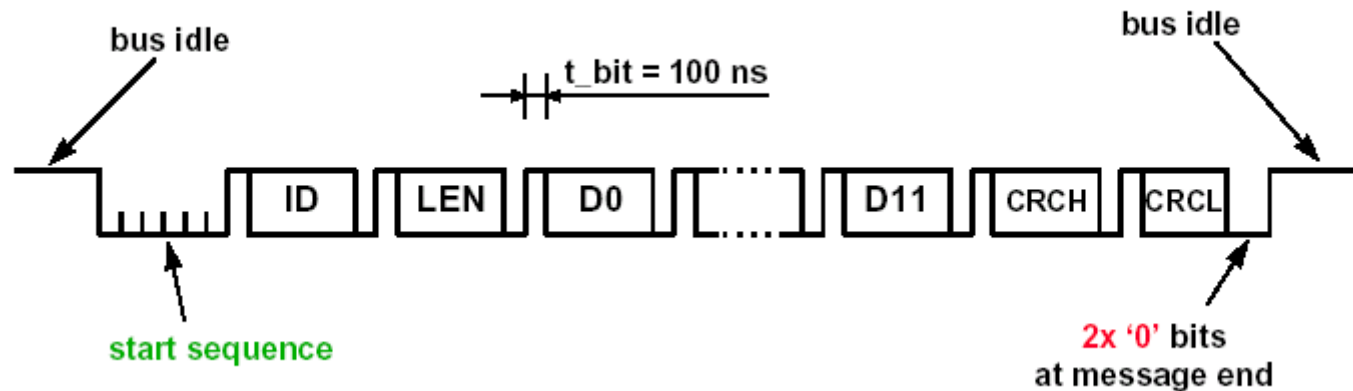 bus idle
bus idle
t_bit = 100 ns
ID
LEN
D0
D11
CRCH
CRCL
start sequence
2x ‘0’ bits
at message end